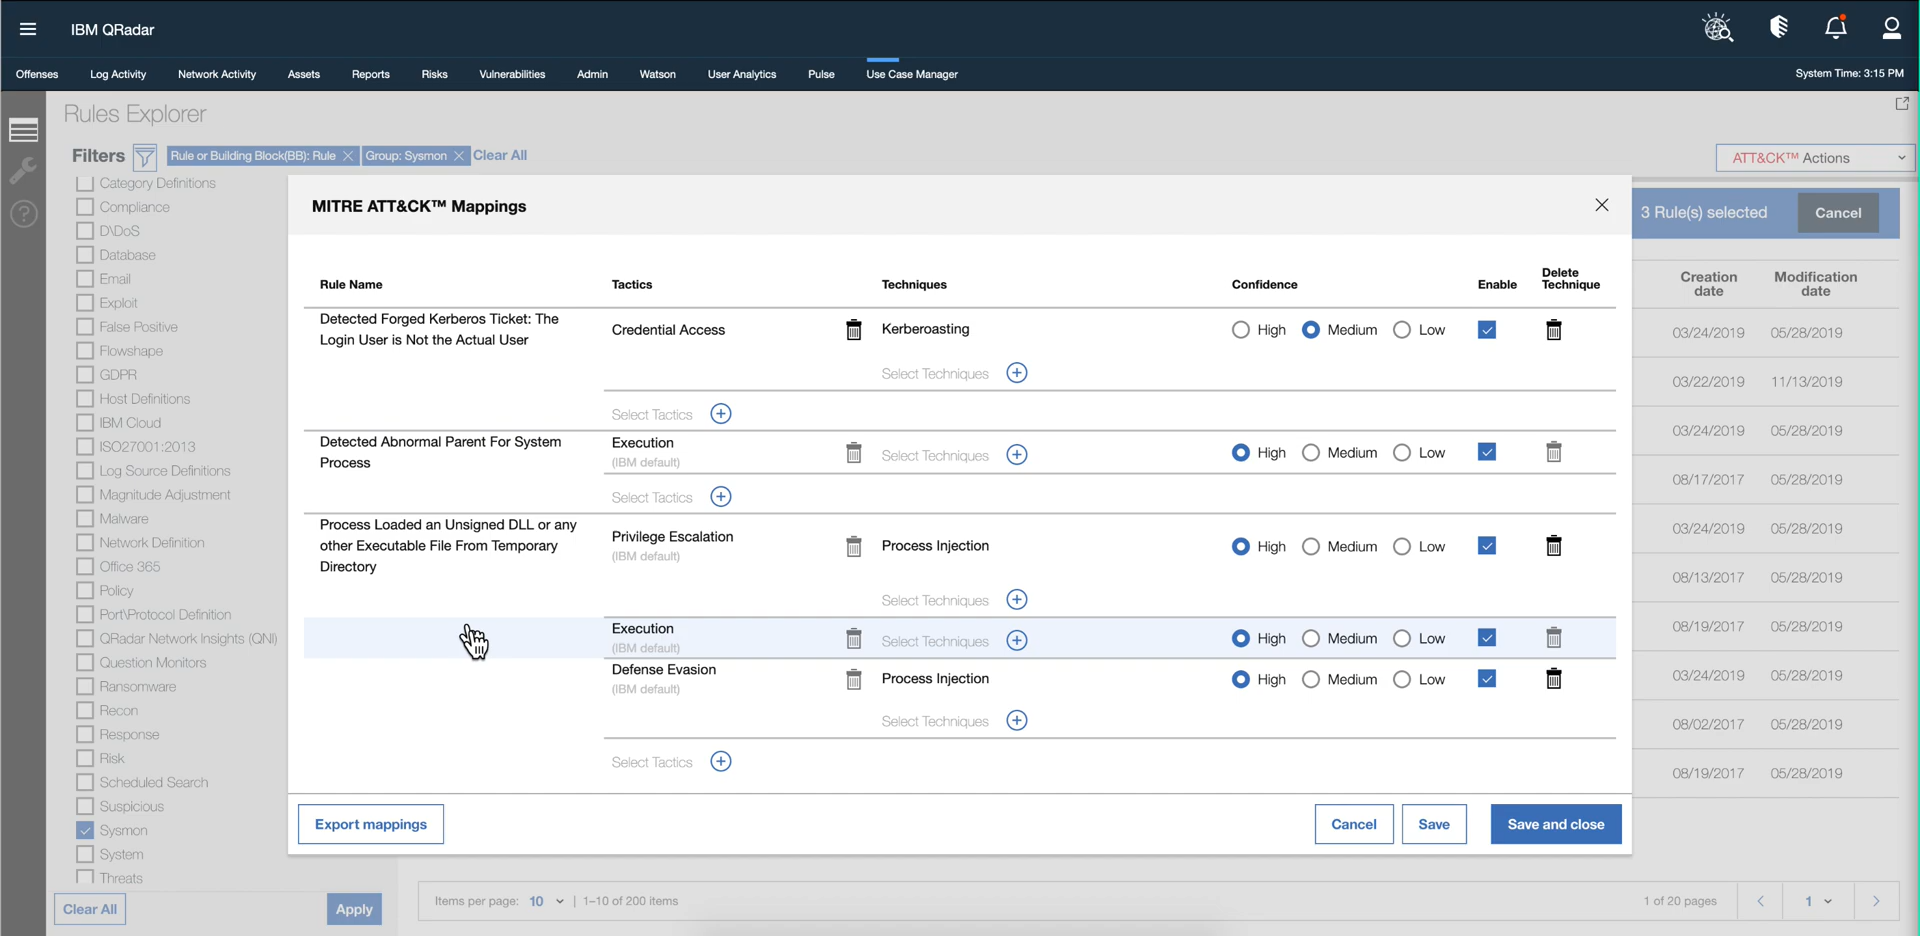 IBM QRadar
Offenses Log Activity Network Activity Assets Reports Risks Vulnerabilities Admin Watson User Analytics Pulse Use Case Manager System Time: 3:15 PM
Rules Explorer
Filters Rule or Building Block(BB): Rule Group: Sysmon Clear All
ATT&CK™ Actions
Category Definitions
Compliance
D\DoS
Database
Email
Exploit
False Positive
Flowshape
GDPR
Host Definitions
IBM Cloud
ISO27001:2013
Log Source Definitions
Magnitude Adjustment
Malware
Network Definition
Office 365
Policy
Port\Protocol Definition
QRadar Network Insights (QNI)
Question Monitors
Ransomware
Recon
Response
Risk
Scheduled Search
Suspicious
Sysmon
System
Threats
Clear All Apply
MITRE ATT&CK™ Mappings
Rule Name Tactics Techniques Confidence Enable Delete Technique
Detected Forged Kerberos Ticket: The
Login User is Not the Actual User
Credential Access Kerberoasting High Medium Low
Select Techniques
Select Tactics
Detected Abnormal Parent For System
Process
Execution
(IBM default)
Select Techniques High Medium Low
Select Tactics
Process Loaded an Unsigned DLL or any
other Executable File From Temporary
Directory
Privilege Escalation
(IBM default)
Process Injection High Medium Low
Select Techniques
Execution
(IBM default)
Select Techniques High Medium Low
Defense Evasion
(IBM default)
Process Injection High Medium Low
Select Techniques
Select Tactics
Export mappings Cancel Save Save and close
3 Rule(s) selected Cancel
Creation date Modification date
03/24/2019 05/28/2019
03/22/2019 11/13/2019
03/24/2019 05/28/2019
08/17/2017 05/28/2019
03/24/2019 05/28/2019
08/13/2017 05/28/2019
08/19/2017 05/28/2019
03/24/2019 05/28/2019
08/02/2017 05/28/2019
08/19/2017 05/28/2019
Items per page: 10 | 1–10 of 200 items 1 of 20 pages 1